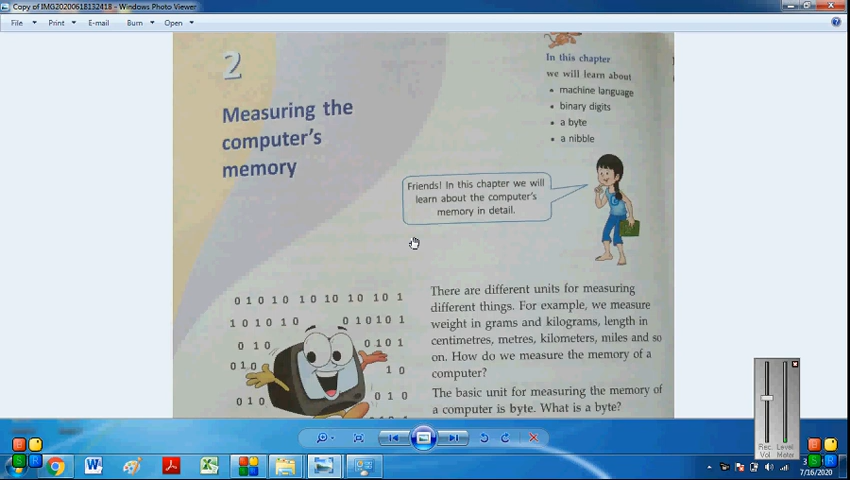 Copy of IMG20200618132418 - Windows Photo Viewer
File Print E-mail Burn Open
2
Measuring the
computer's
memory
In this chapter
we will learn about
• machine language
• binary digits
• a byte
• a nibble
Friends! In this chapter we will
learn about the computer's
memory in detail.
0 1 0 1 0 1 0 1 0 1 0 1 0 1
1 0 1 0 1 0 0 1 0 1 0 1
0 1 0 0 1 0 1
0 1 0 1 0
0 1 0 0 1 0
There are different units for measuring
different things. For example, we measure
weight in grams and kilograms, length in
centimetres, metres, kilometers, miles and so
on. How do we measure the memory of a
computer?
The basic unit for measuring the memory of
a computer is byte. What is a byte?
Rec. Level
Vol Meter
S R
S R
7/16/2020